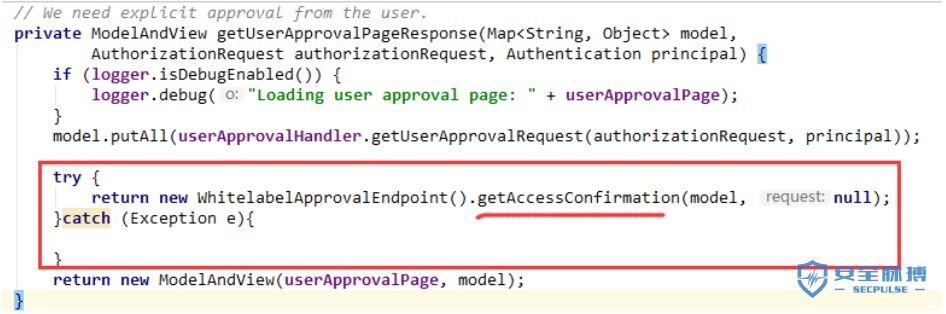 // We need explicit approval from the user.
private ModelAndView getUserApprovalPageResponse(Map<String, Object> model,
AuthorizationRequest authorizationRequest, Authentication principal) {
if (logger.isDebugEnabled()) {
logger.debug( o: "Loading user approval page: " + userApprovalPage);
}
model.putAll(userApprovalHandler.getUserApprovalRequest(authorizationRequest, principal));
try {
return new WhitelabelApprovalEndpoint().getAccessConfirmation(model, request: null);
}catch (Exception e){
}
return new ModelAndView(userApprovalPage, model);
}
安全脉搏
SECPULSE